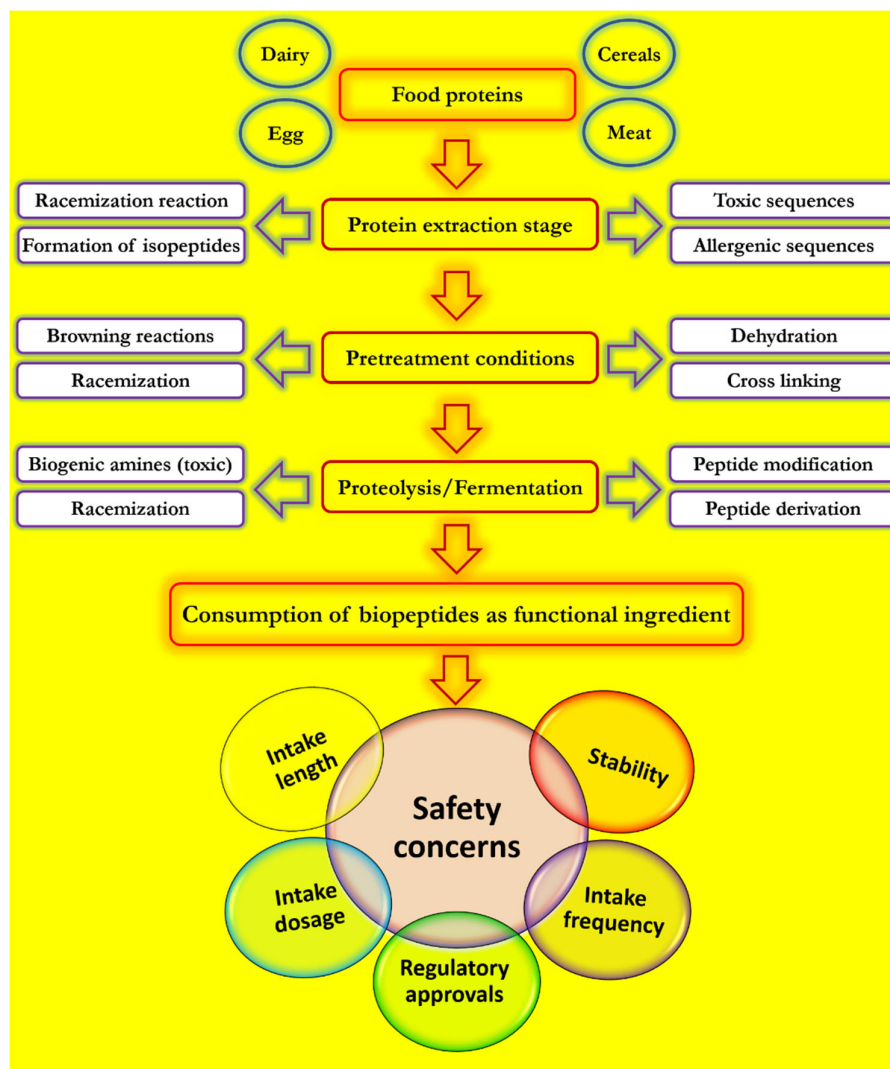 Dairy
Cereals
Food proteins
Egg
Meat
Racemization reaction
Formation of isopeptides
Protein extraction stage
Toxic sequences
Allergenic sequences
Browning reactions
Racemization
Pretreatment conditions
Dehydration
Cross linking
Biogenic amines (toxic)
Racemization
Proteolysis/Fermentation
Peptide modification
Peptide derivation
Consumption of biopeptides as functional ingredient
Intake
length
Stability
Safety
concerns
Intake
dosage
Intake
frequency
Regulatory
approvals